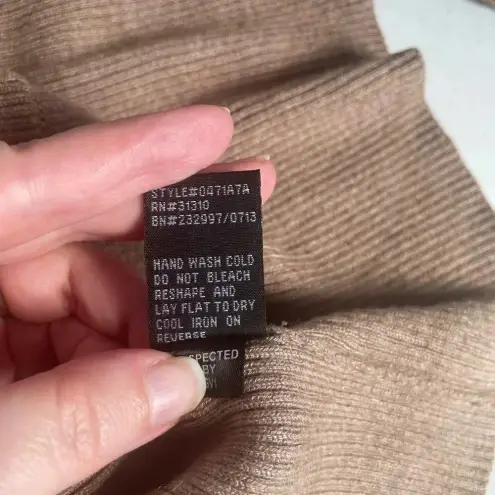 STYLE#0471A7A
RN#31310
BN#232997/0713
HAND WASH COLD
DO NOT BLEACH
RESHAPE AND
LAY FLAT TO DRY
COOL IRON ON
REVERSE
SPECTED
BY